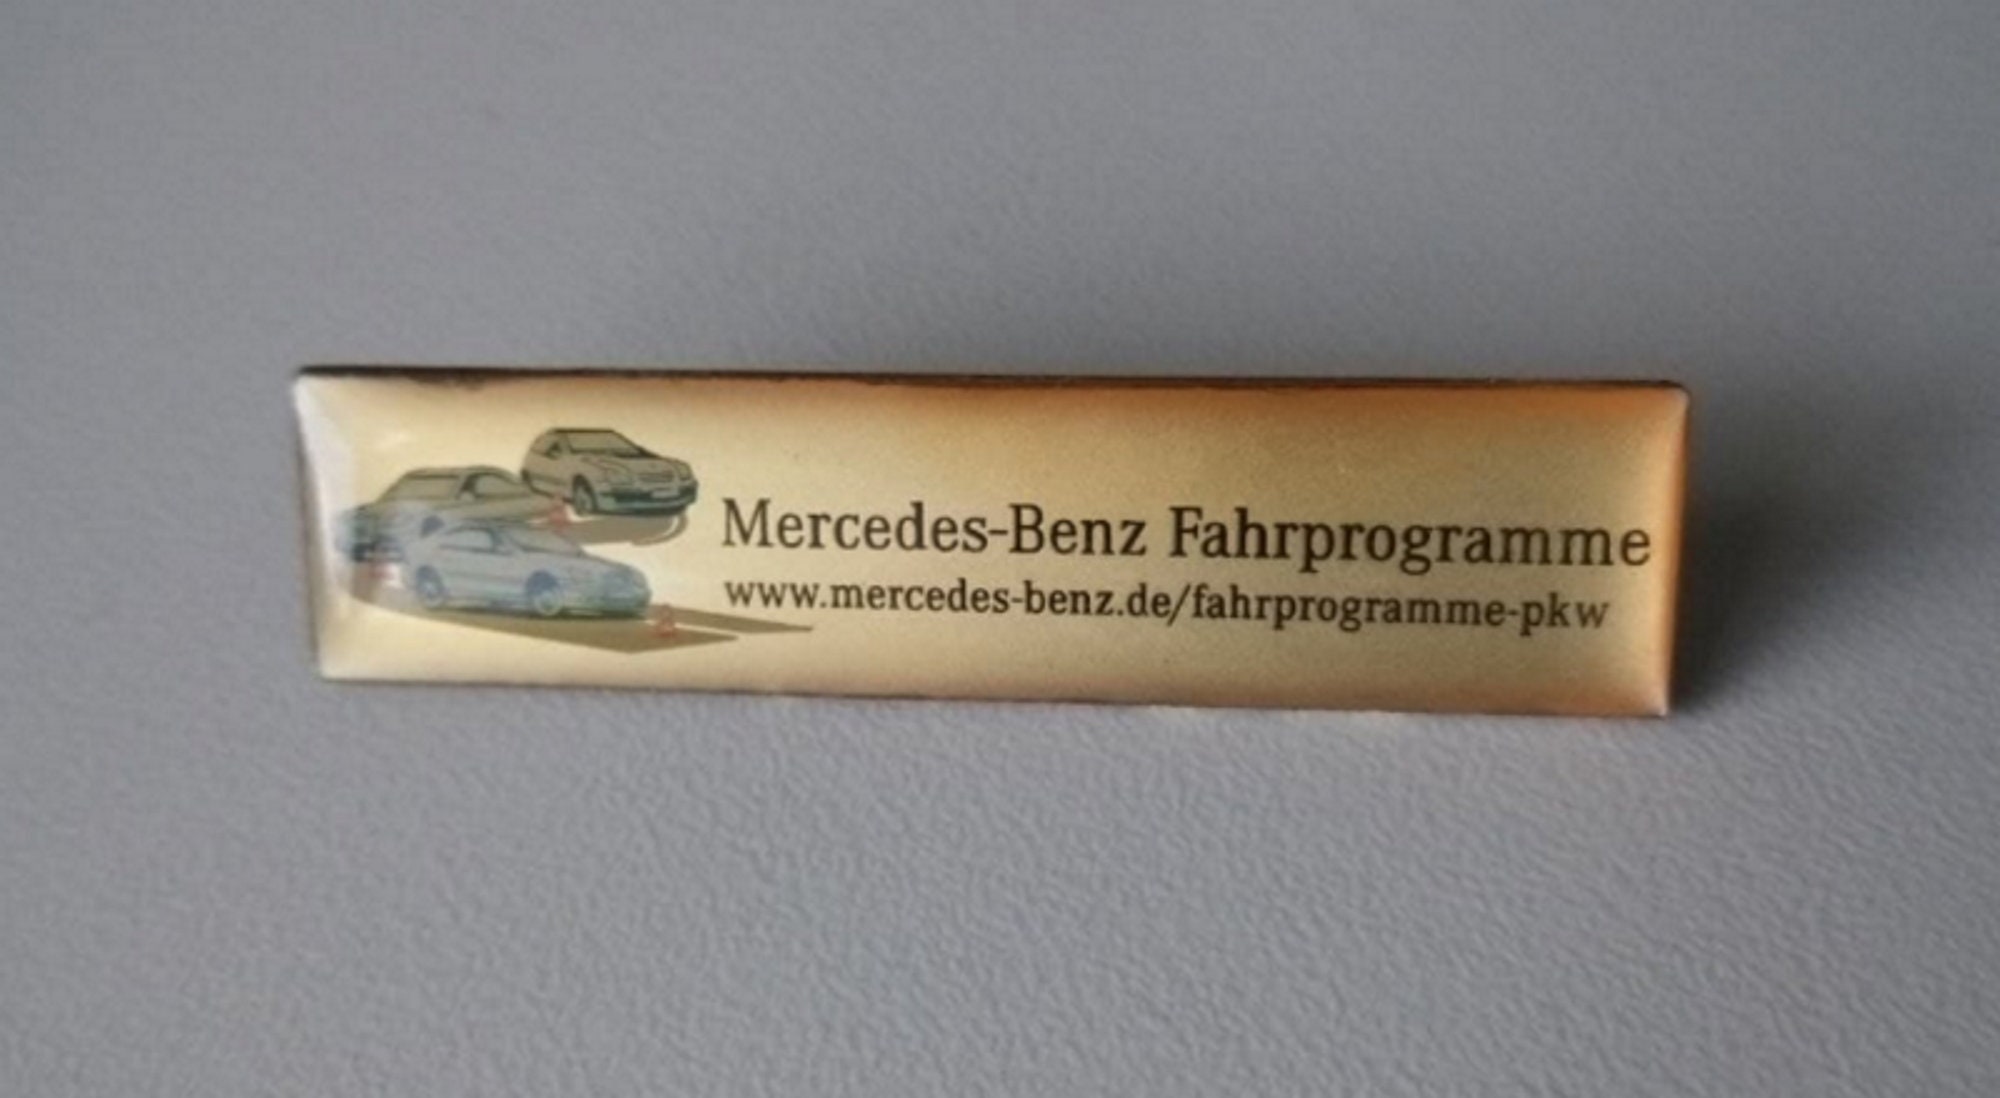 Mercedes-Benz Fahrprogramme
www.mercedes-benz.de/fahrprogramme-pkw